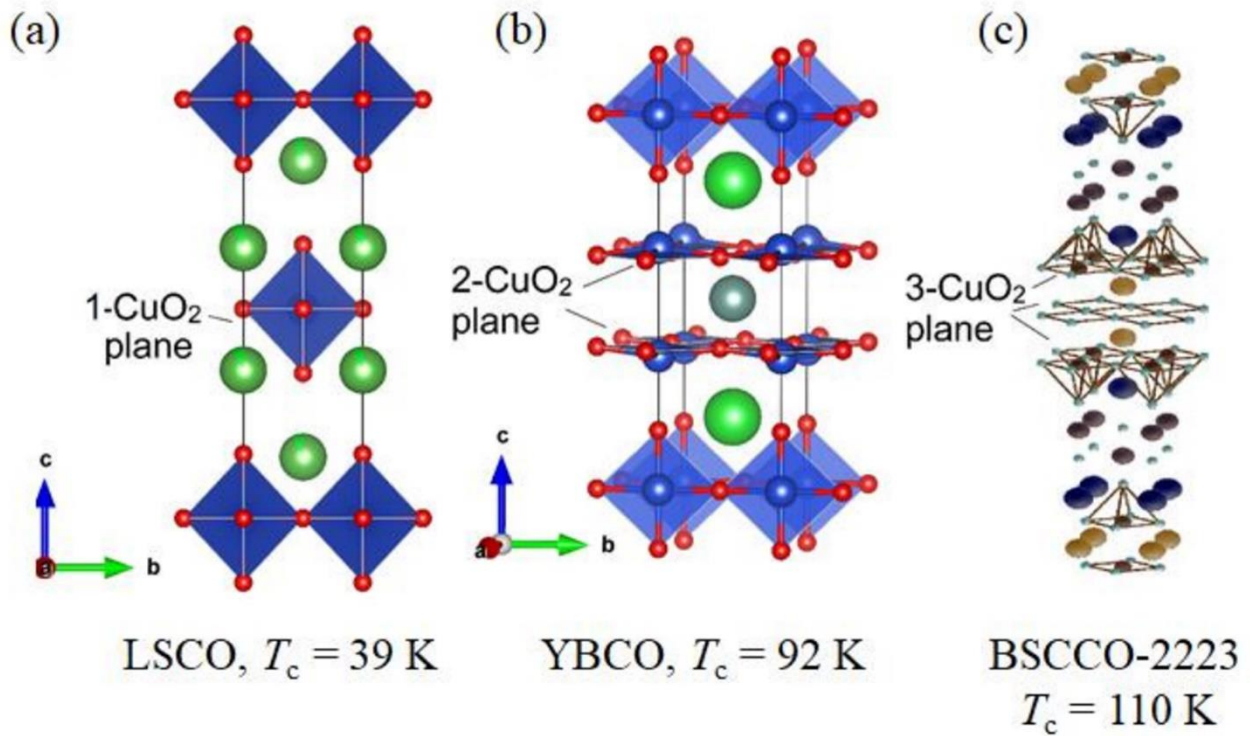 (a)
(b)
(c)
1-CuO₂
plane
2-CuO₂
plane
3-CuO₂
plane
c
a
b
c
a
b
LSCO, Tc = 39 K
YBCO, Tc = 92 K
BSCCO-2223
Tc = 110 K